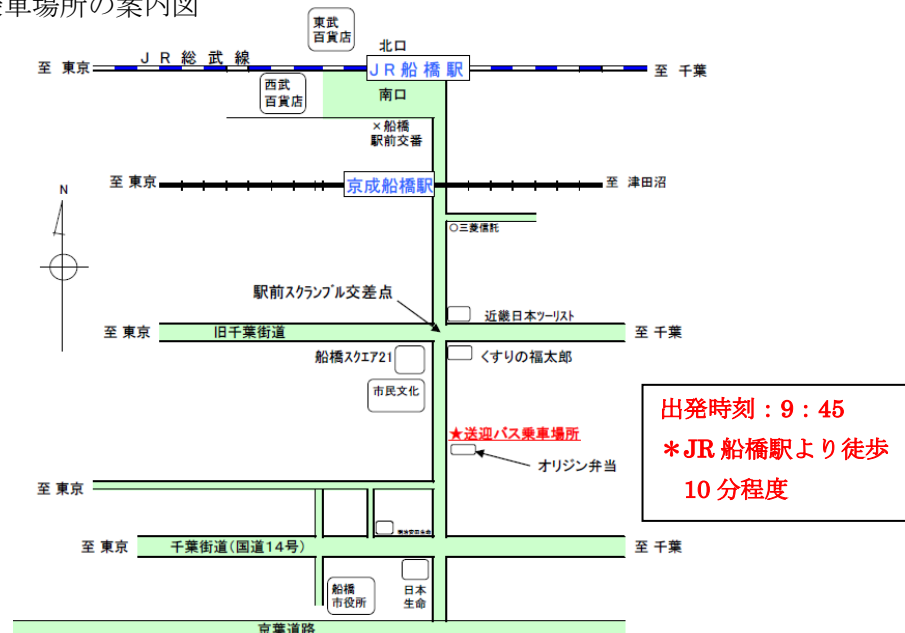 車場所の案内図
東武
百貨店
北口
JR総武線
至 東京
JR船橋駅
至 千葉
西武
百貨店
南口
×船橋
駅前交番
至 東京
京成船橋駅
至 津田沼
N
○三菱信託
駅前スクランブル交差点
近畿日本ツーリスト
至 東京
旧千葉街道
至 千葉
船橋スクエア21
くすりの福太郎
市民文化
出発時刻：9：45
＊JR船橋駅より徒歩
10分程度
★送迎バス乗車場所
オリジン弁当
至 東京
至 東京
千葉街道(国道14号)
至 千葉
船橋
市役所
日本
生命
京葉道路